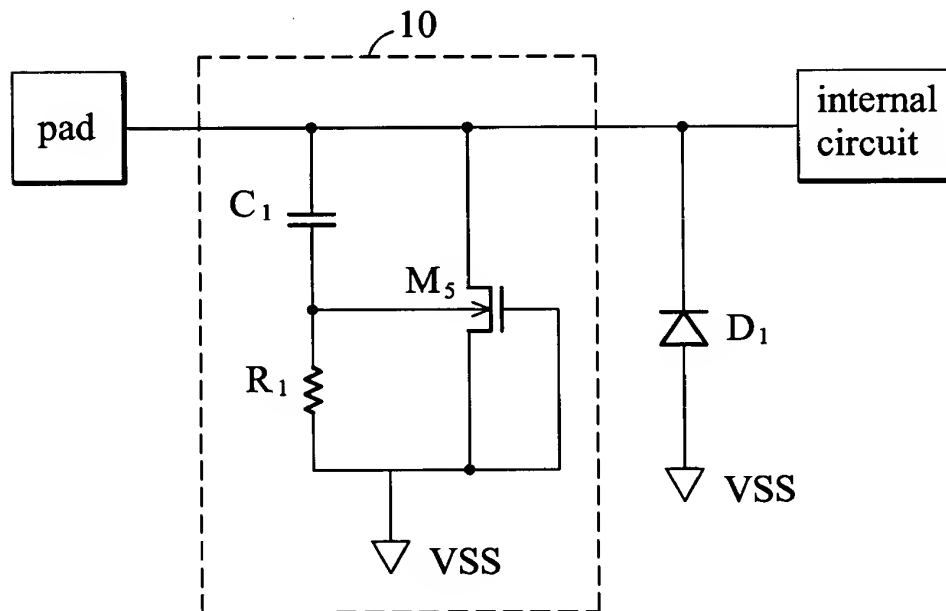 10
pad
internal
circuit
C₁
M₅
R₁
D₁
VSS
VSS